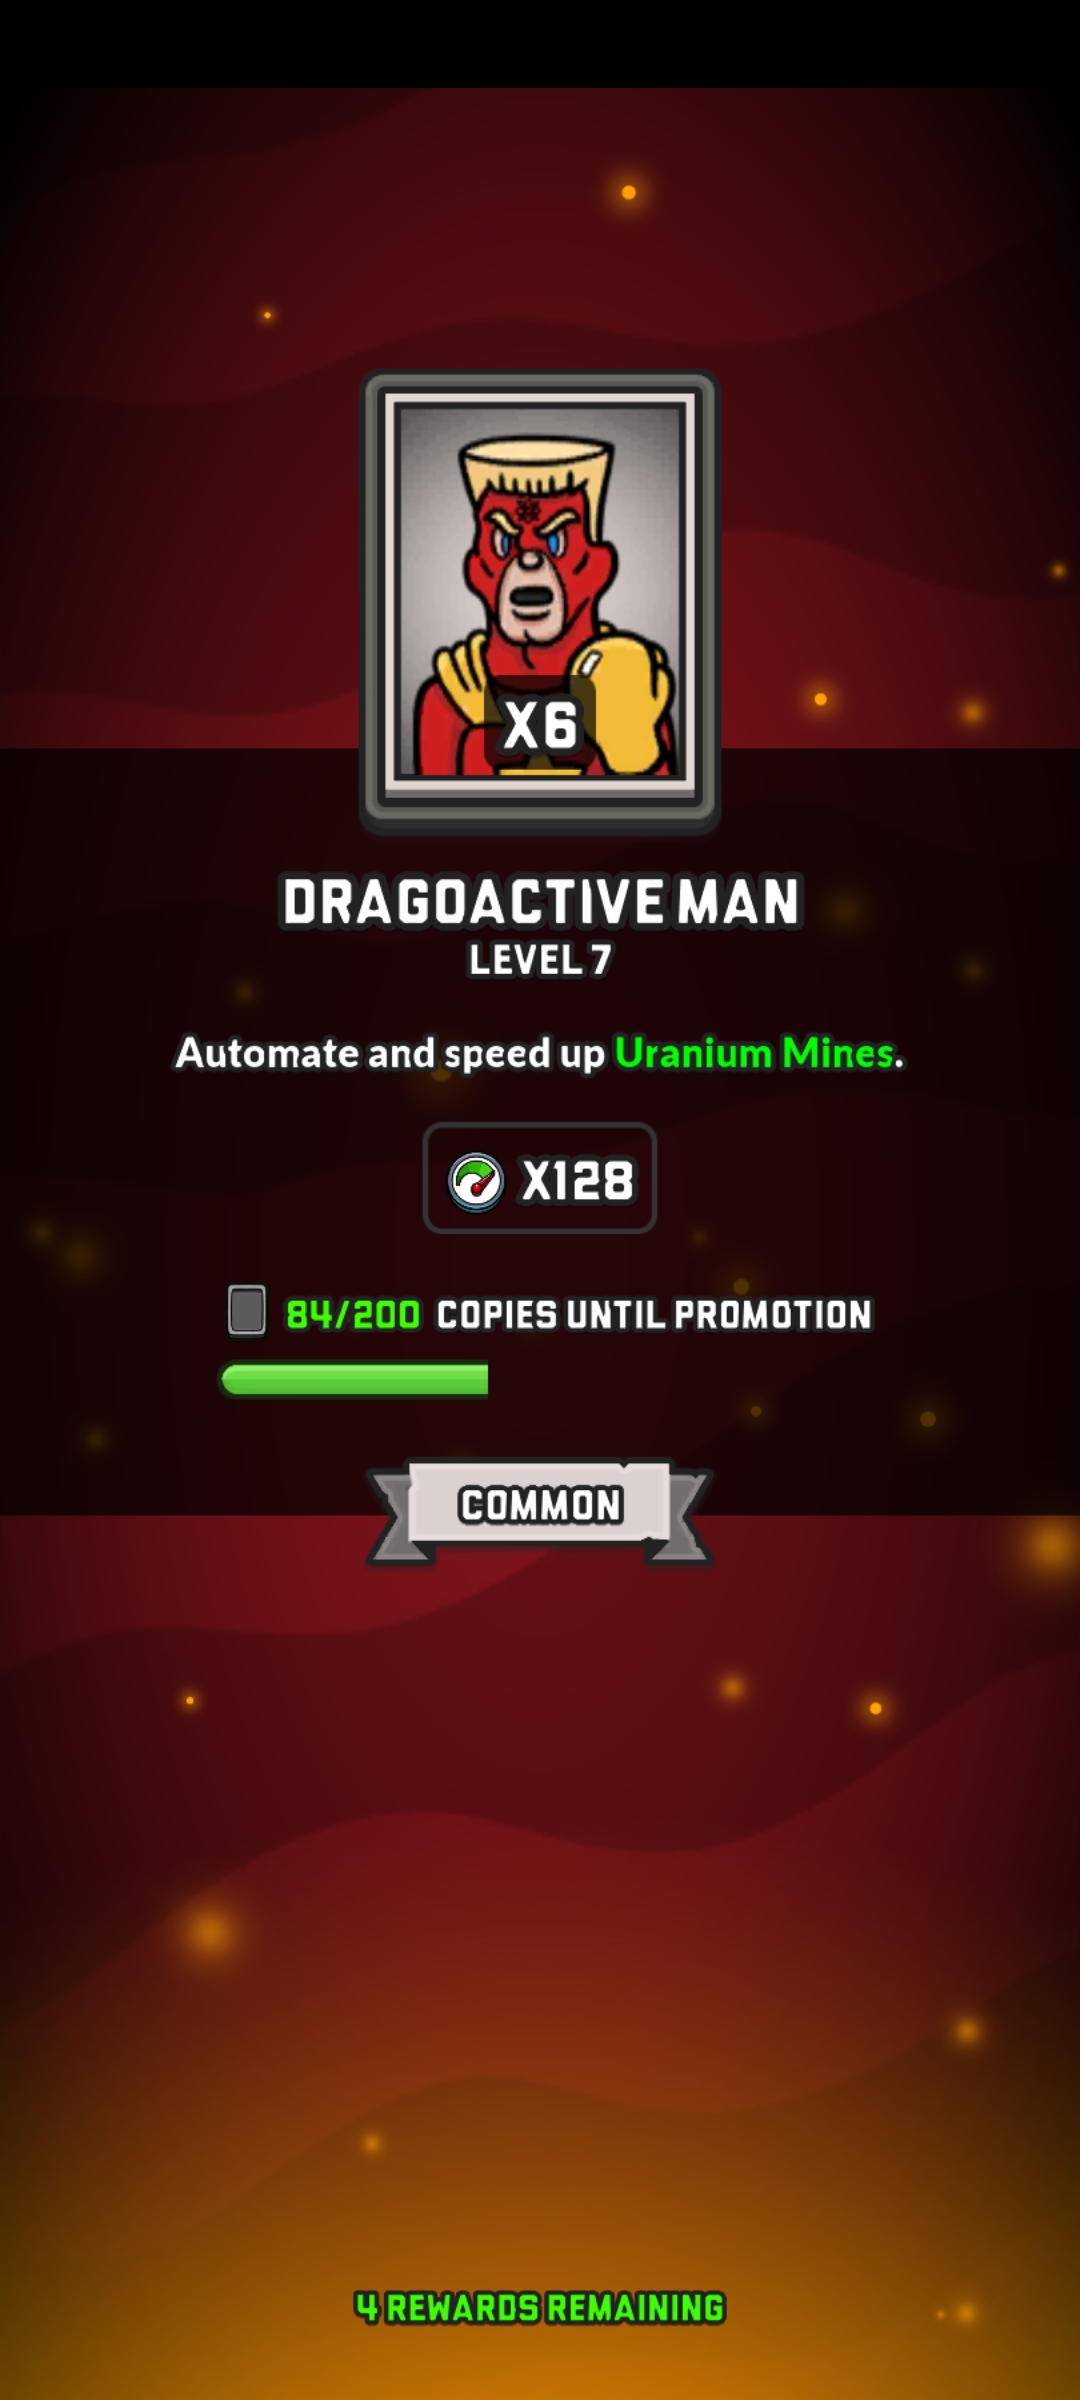 X6
DRAGOACTIVE MAN
LEVEL 7
Automate and speed up Uranium Mines.
X128
84/200 COPIES UNTIL PROMOTION
COMMON
4 REWARDS REMAINING